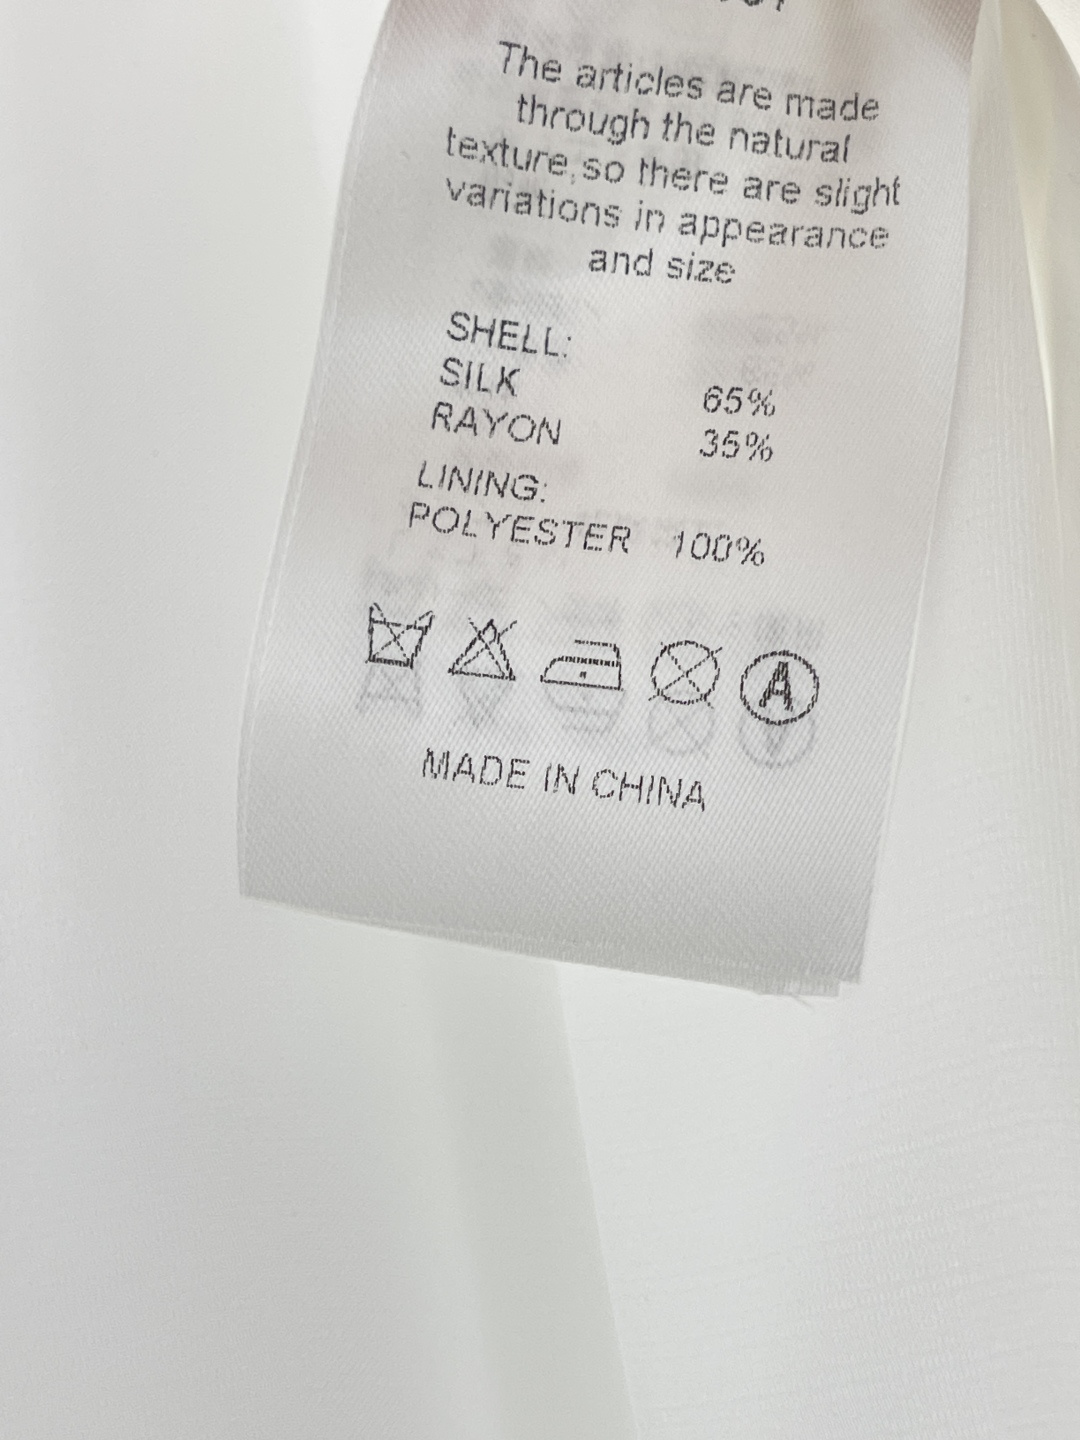 The articles are made
through the natural
texture,so there are slight
variations in appearance
and size
SHELL:
SILK 65%
RAYON 35%
LINING:
POLYESTER 100%
A
MADE IN CHINA